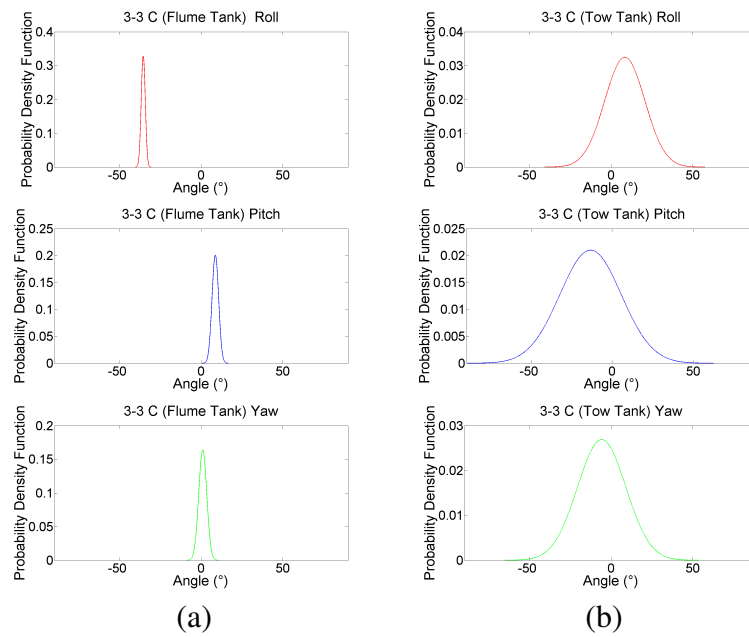 3-3 C (Flume Tank)  Roll
Probability Density Function
0.4
0.3
0.2
0.1
0
-50
0
50
Angle (°)
3-3 C (Tow Tank) Roll
Probability Density Function
0.04
0.03
0.02
0.01
0
-50
0
50
Angle (°)
3-3 C (Flume Tank) Pitch
Probability Density Function
0.25
0.2
0.15
0.1
0.05
0
-50
0
50
Angle (°)
3-3 C (Tow Tank) Pitch
Probability Density Function
0.025
0.02
0.015
0.01
0.005
0
-50
0
50
Angle (°)
3-3 C (Flume Tank) Yaw
Probability Density Function
0.2
0.15
0.1
0.05
0
-50
0
50
Angle (°)
3-3 C (Tow Tank) Yaw
Probability Density Function
0.03
0.02
0.01
0
-50
0
50
Angle (°)
(a)
(b)